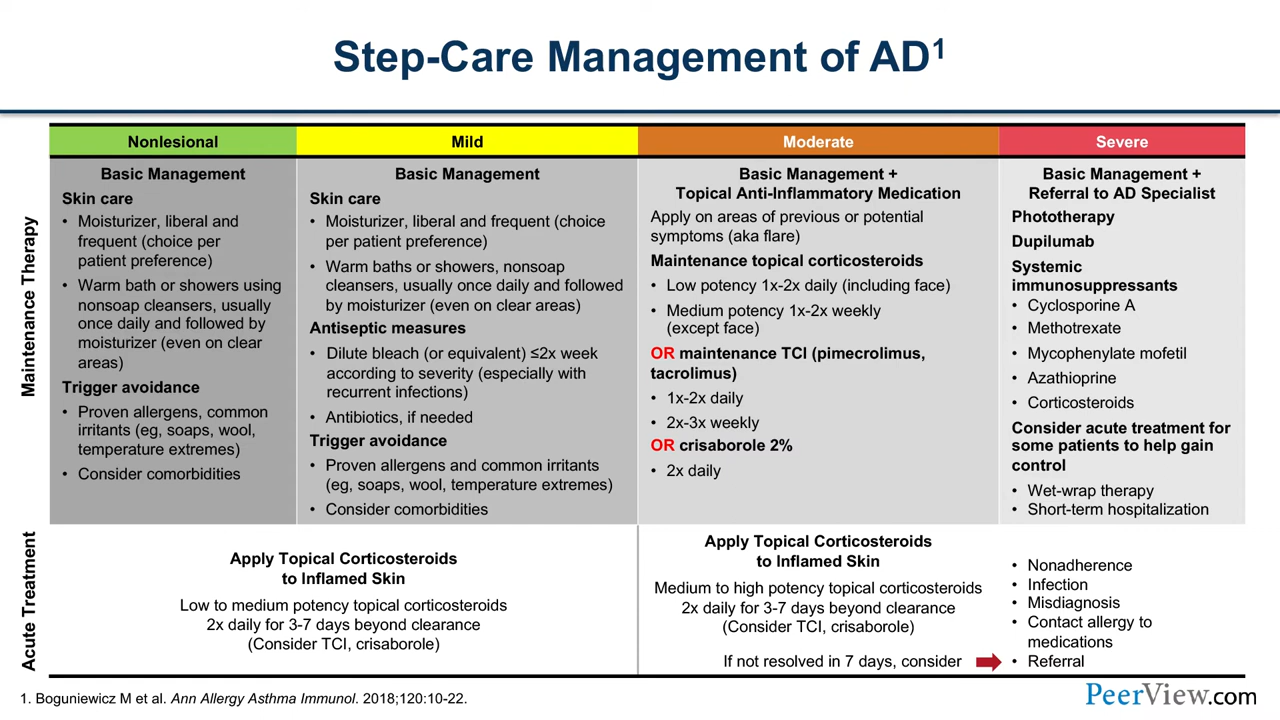 Step-Care Management of AD1
Nonlesional
Mild
Moderate
Severe
Maintenance Therapy
Basic Management
Skin care
• Moisturizer, liberal and
frequent (choice per
patient preference)
• Warm bath or showers using
nonsoap cleansers, usually
once daily and followed by
moisturizer (even on clear
areas)
Trigger avoidance
• Proven allergens, common
irritants (eg, soaps, wool,
temperature extremes)
• Consider comorbidities
Basic Management
Skin care
• Moisturizer, liberal and frequent (choice
per patient preference)
• Warm baths or showers, nonsoap
cleansers, usually once daily and followed
by moisturizer (even on clear areas)
Antiseptic measures
• Dilute bleach (or equivalent) ≤2x week
according to severity (especially with
recurrent infections)
• Antibiotics, if needed
Trigger avoidance
• Proven allergens and common irritants
(eg, soaps, wool, temperature extremes)
• Consider comorbidities
Basic Management +
Topical Anti-Inflammatory Medication
Apply on areas of previous or potential
symptoms (aka flare)
Maintenance topical corticosteroids
• Low potency 1x-2x daily (including face)
• Medium potency 1x-2x weekly
(except face)
OR maintenance TCI (pimecrolimus,
tacrolimus)
• 1x-2x daily
• 2x-3x weekly
OR crisaborole 2%
• 2x daily
Basic Management +
Referral to AD Specialist
Phototherapy
Dupilumab
Systemic
immunosuppressants
• Cyclosporine A
• Methotrexate
• Mycophenylate mofetil
• Azathioprine
• Corticosteroids
Consider acute treatment for
some patients to help gain
control
• Wet-wrap therapy
• Short-term hospitalization
Acute Treatment
Apply Topical Corticosteroids
to Inflamed Skin
Low to medium potency topical corticosteroids
2x daily for 3-7 days beyond clearance
(Consider TCI, crisaborole)
Apply Topical Corticosteroids
to Inflamed Skin
Medium to high potency topical corticosteroids
2x daily for 3-7 days beyond clearance
(Consider TCI, crisaborole)
If not resolved in 7 days, consider
• Nonadherence
• Infection
• Misdiagnosis
• Contact allergy to
medications
• Referral
1. Boguniewicz M et al. Ann Allergy Asthma Immunol. 2018;120:10-22.
PeerView.com